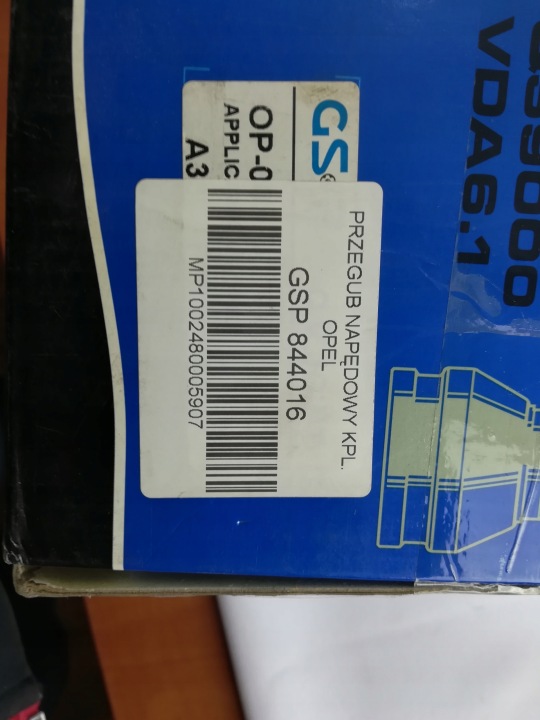 PRZEGUB NAPĘDOWY KPL.
OPEL
GSP 844016
MP1002480005907
GS
OP-0
APPLIC
A3
VDA6.1